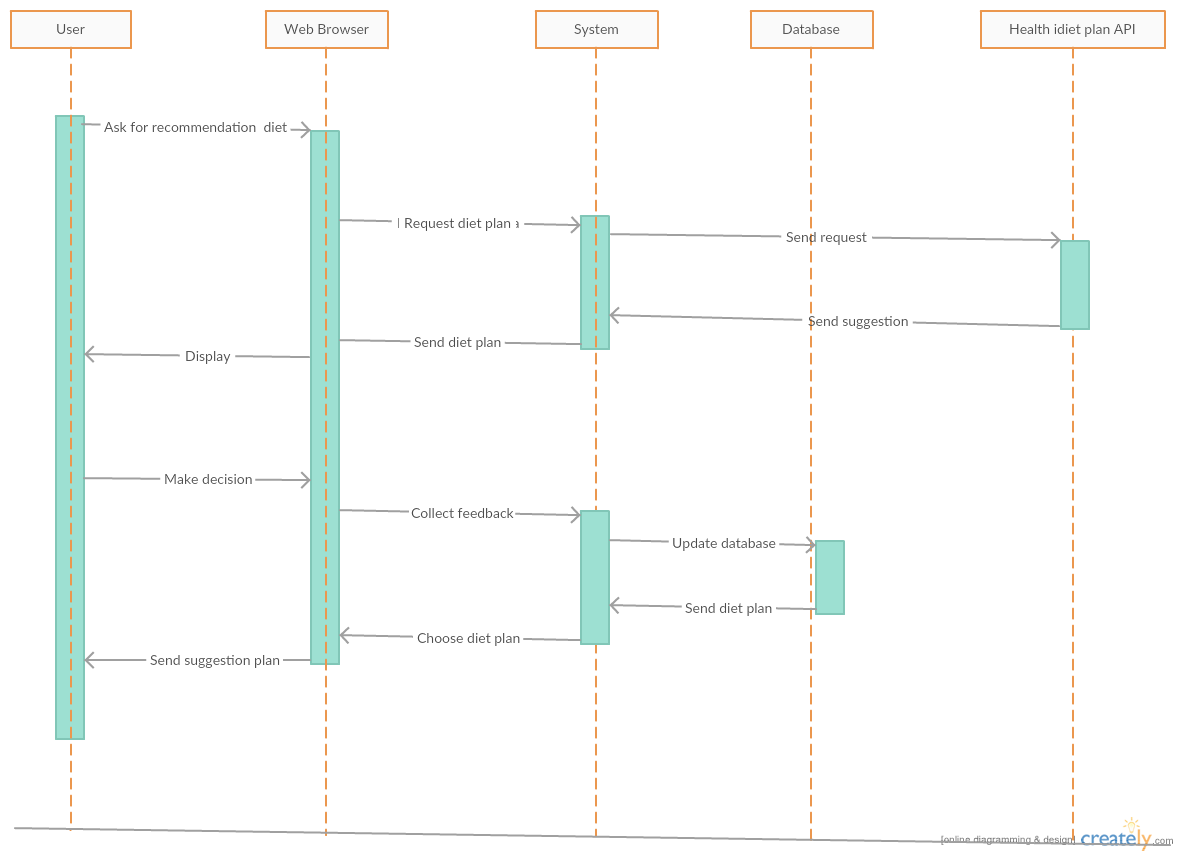 User
Web Browser
System
Database
Health idiet plan API
Ask for recommendation diet
Request diet plan
Send request
Send suggestion
Send diet plan
Display
Make decision
Collect feedback
Update database
Send diet plan
Choose diet plan
Send suggestion plan
[online diagramming & design] creately.com